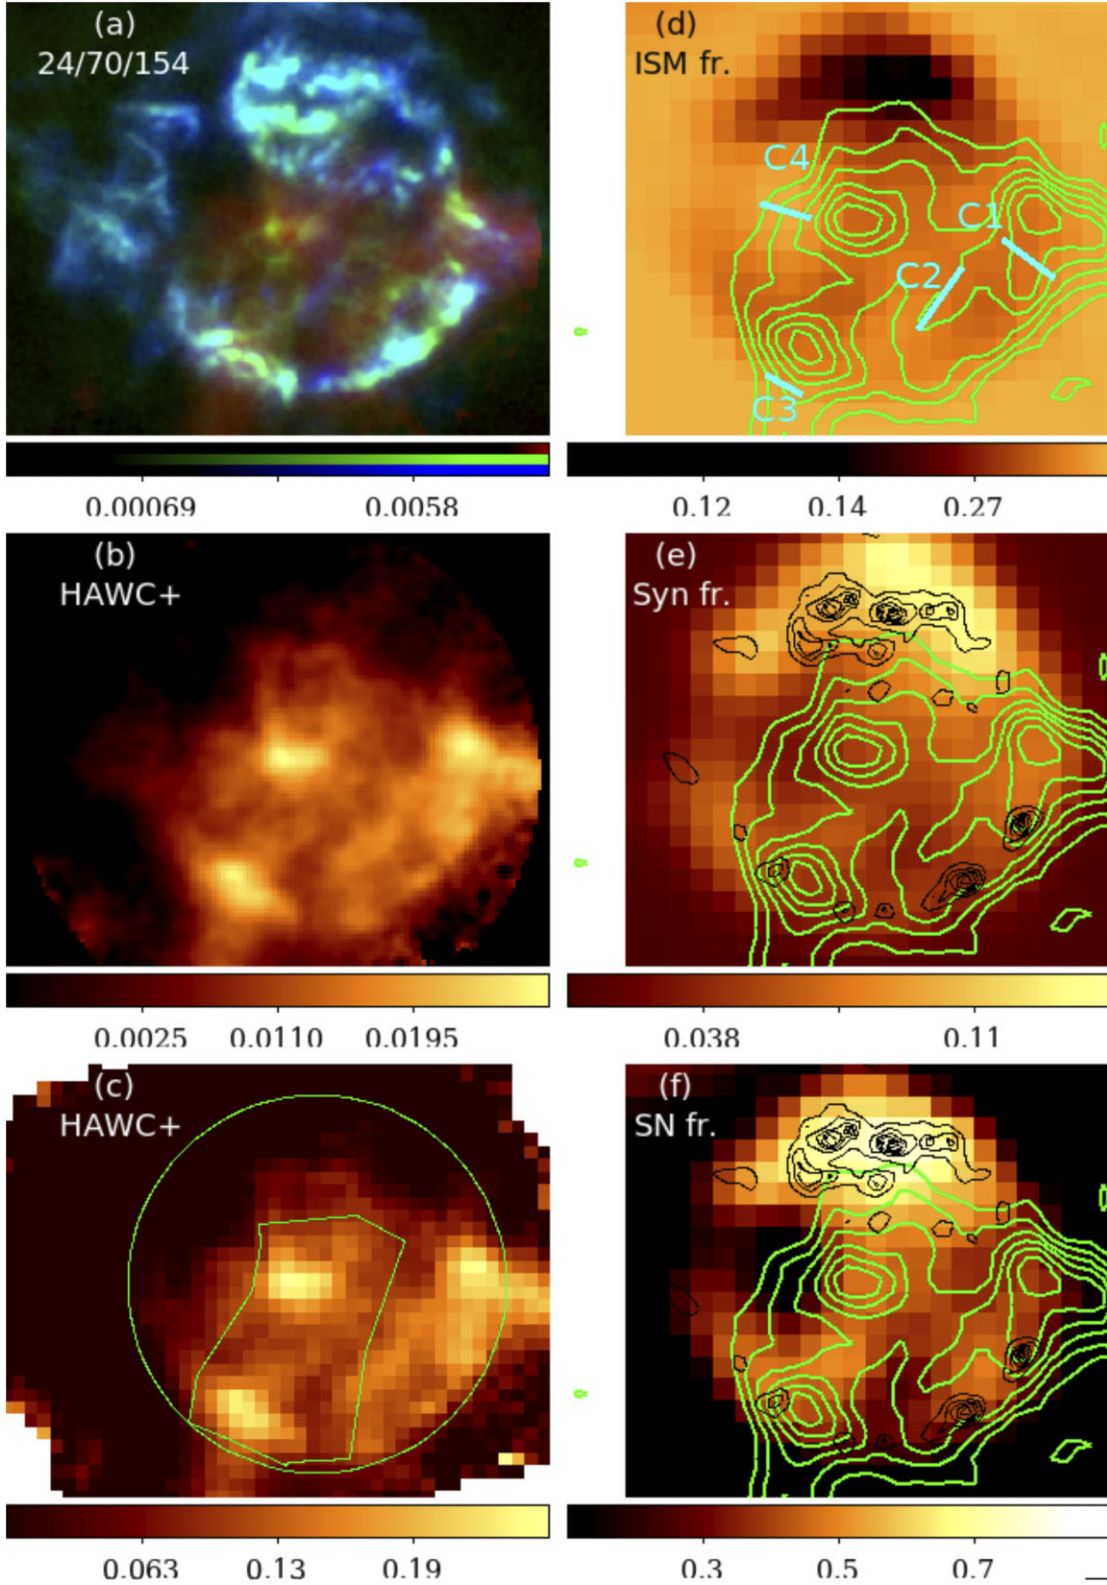 (a)
24/70/154
0.00069 0.0058
(d)
ISM fr.
C4
C1
C2
C3
0.12 0.14 0.27
(b)
HAWC+
0.0025 0.0110 0.0195
(e)
Syn fr.
0.038 0.11
(c)
HAWC+
0.063 0.13 0.19
(f)
SN fr.
0.3 0.5 0.7